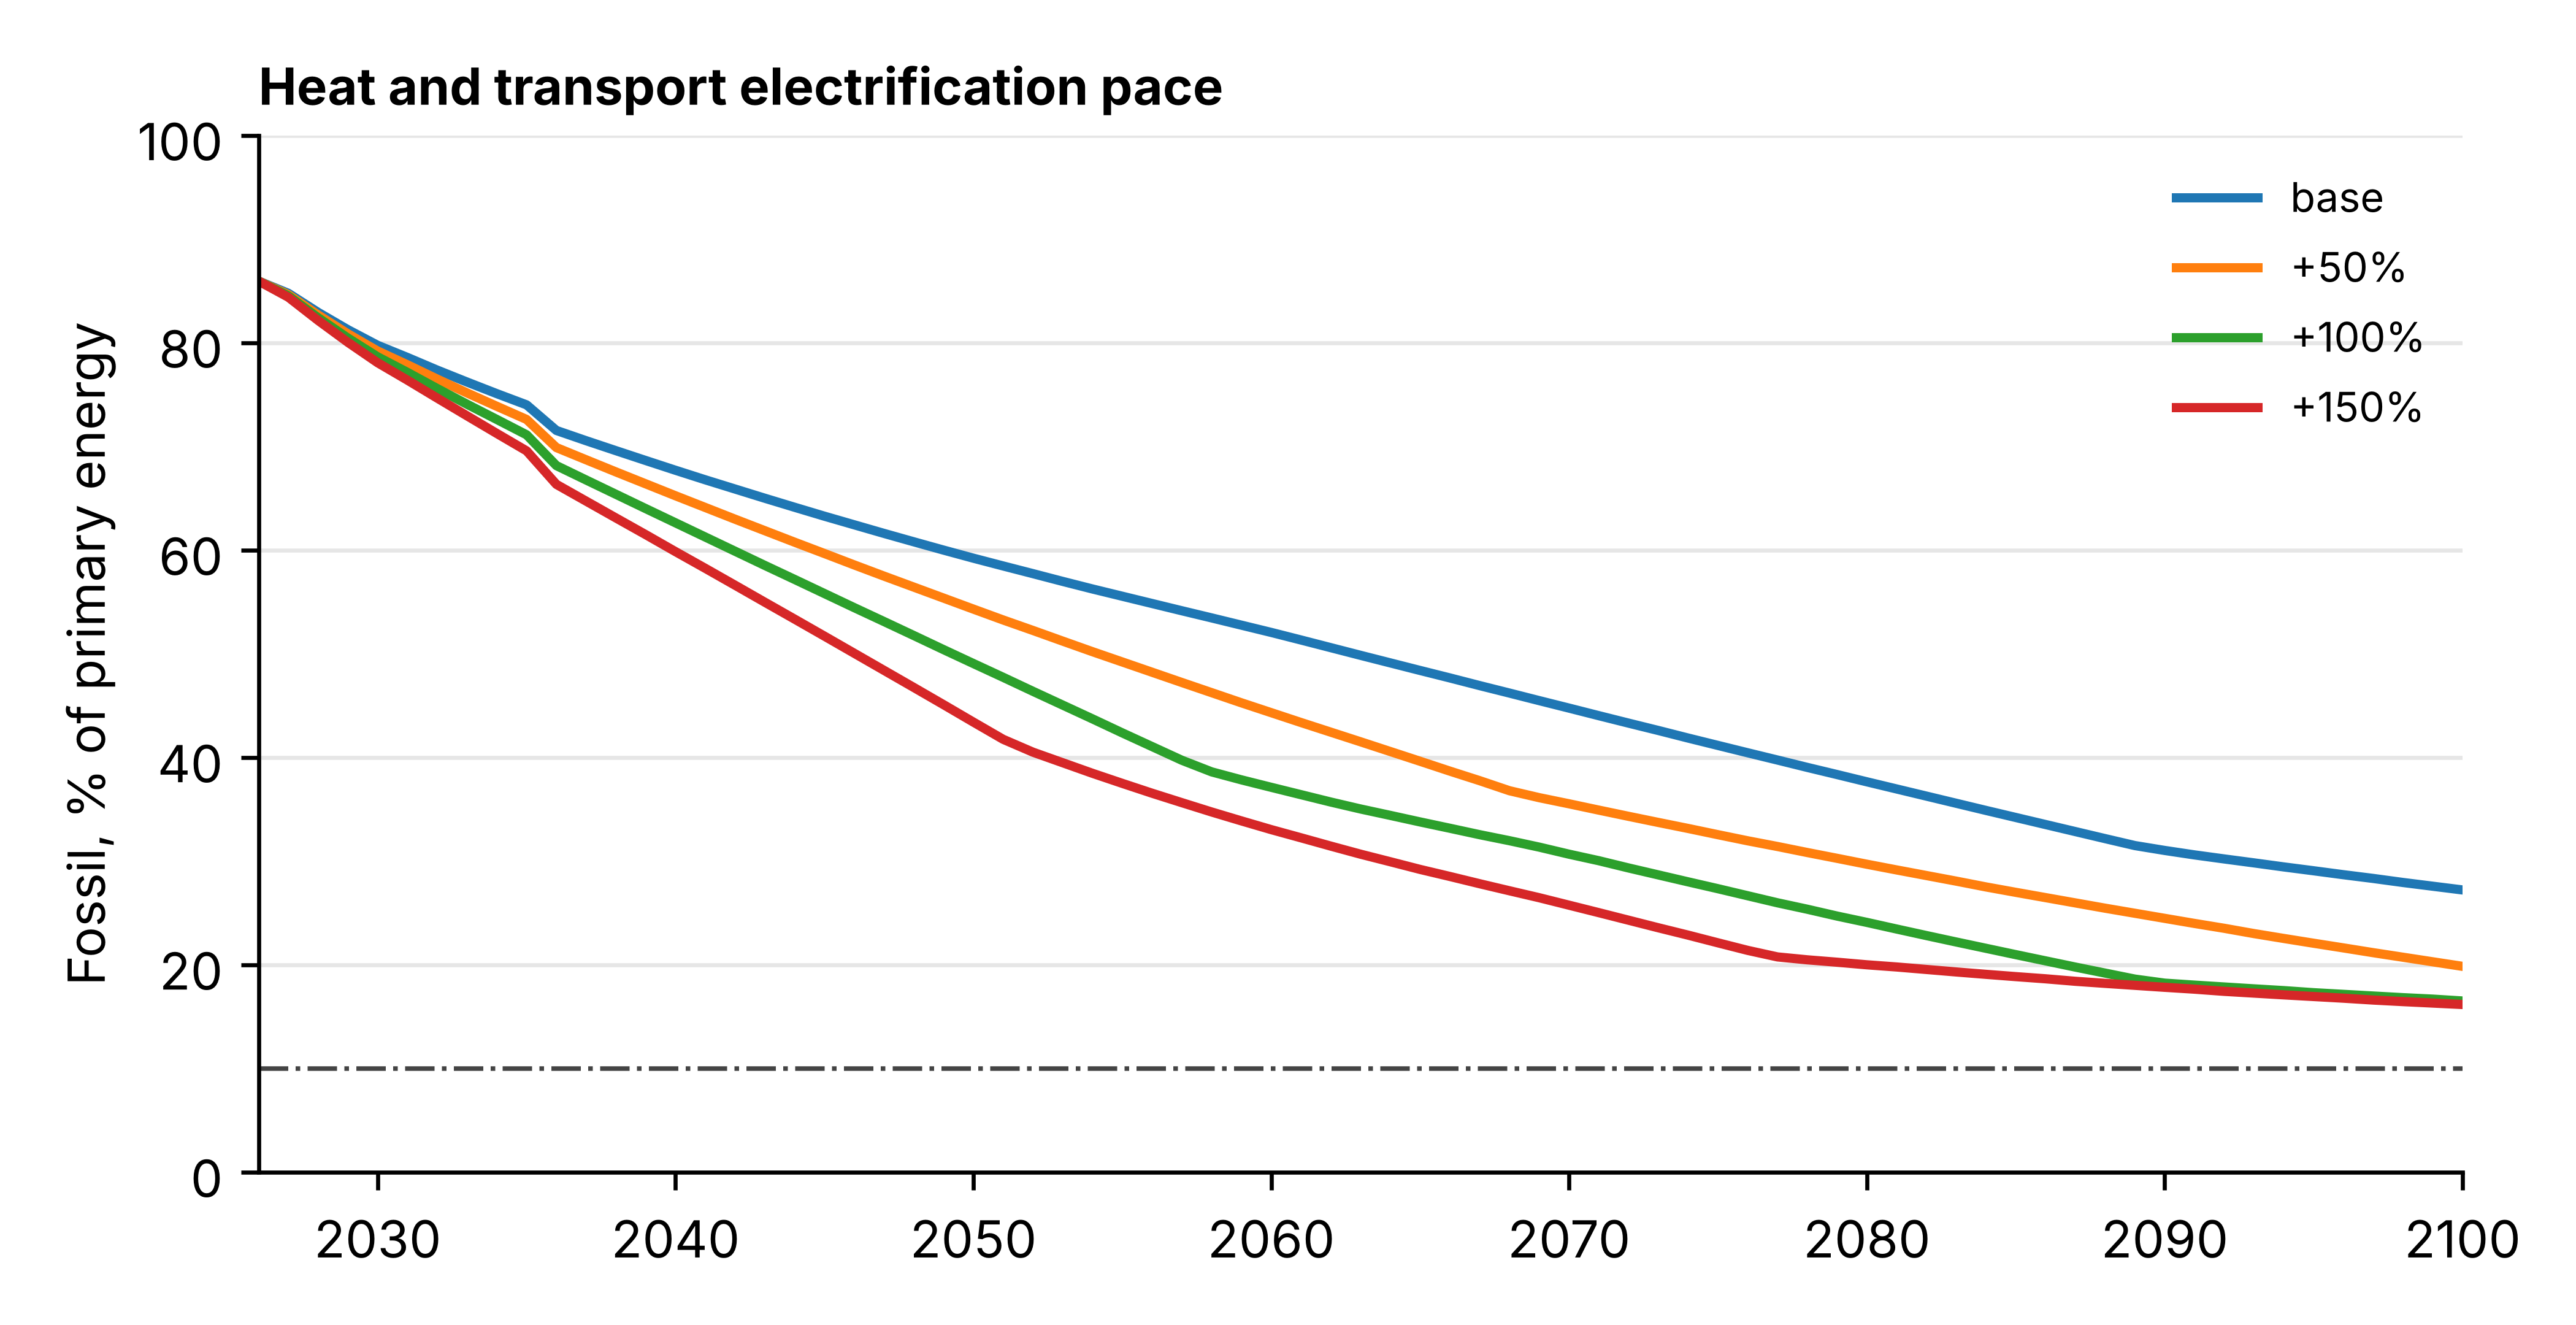 Heat and transport electrification pace
Fossil, % of primary energy
100
80
60
40
20
0
base
+50%
+100%
+150%
2030 2040 2050 2060 2070 2080 2090 2100